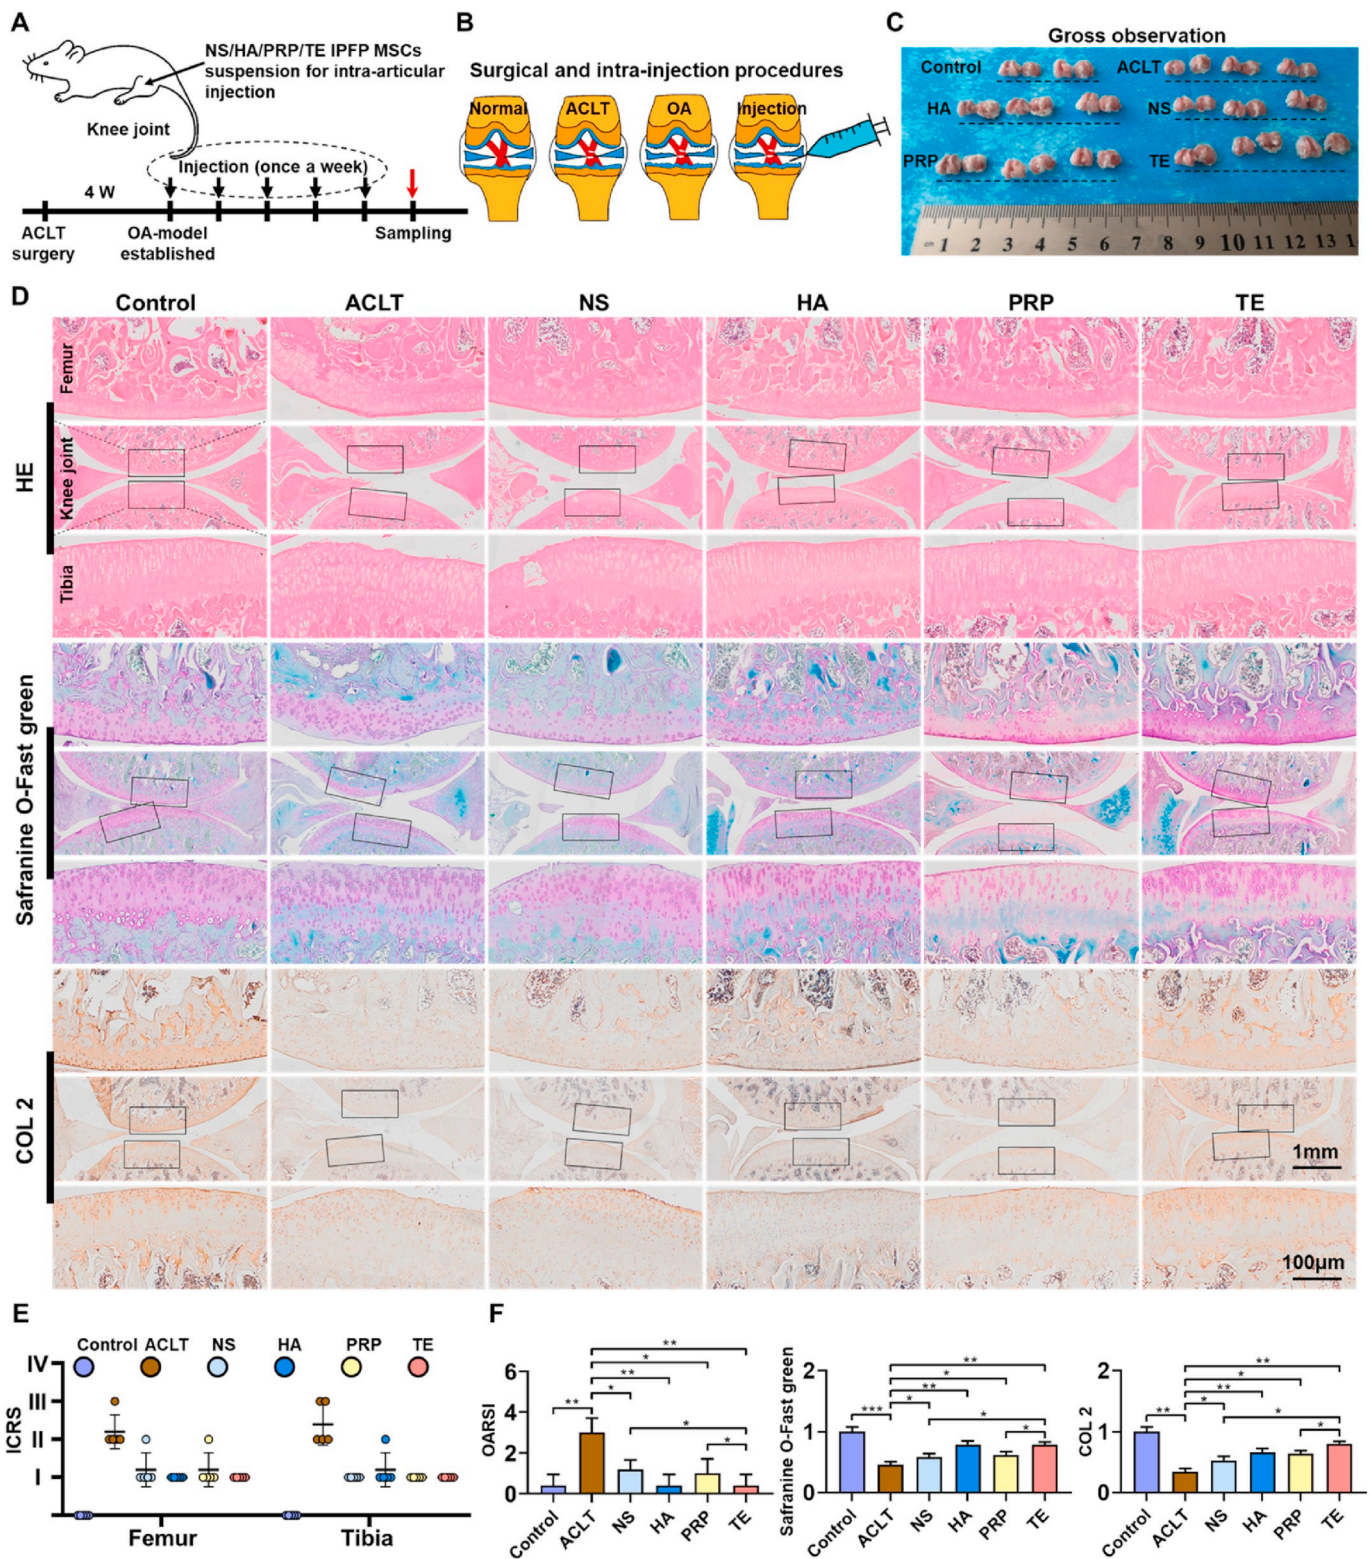 A
NS/HA/PRP/TE IPFP MSCs
suspension for intra-articular
injection
Knee joint
Injection (once a week)
4 W
ACLT
surgery
OA-model
established
Sampling
B
Surgical and intra-injection procedures
Normal
ACLT
OA
Injection
C
Gross observation
Control
ACLT
HA
NS
PRP
TE
cm 1 2 3 4 5 6 7 8 9 10 11 12 13
D
Control ACLT NS HA PRP TE
HE
Femur
Knee joint
Tibia
Safranine O-Fast green
COL 2
1mm
100μm
E
Control ACLT NS HA PRP TE
ICRS
IV
III
II
I
Femur Tibia
F
OARSI
6
4
2
0
** * ** * ** * *
Control ACLT NS HA PRP TE
Safranine O-Fast green
2
1
0
*** * ** * ** * *
Control ACLT NS HA PRP TE
COL 2
2
1
0
** * ** * ** * *
Control ACLT NS HA PRP TE